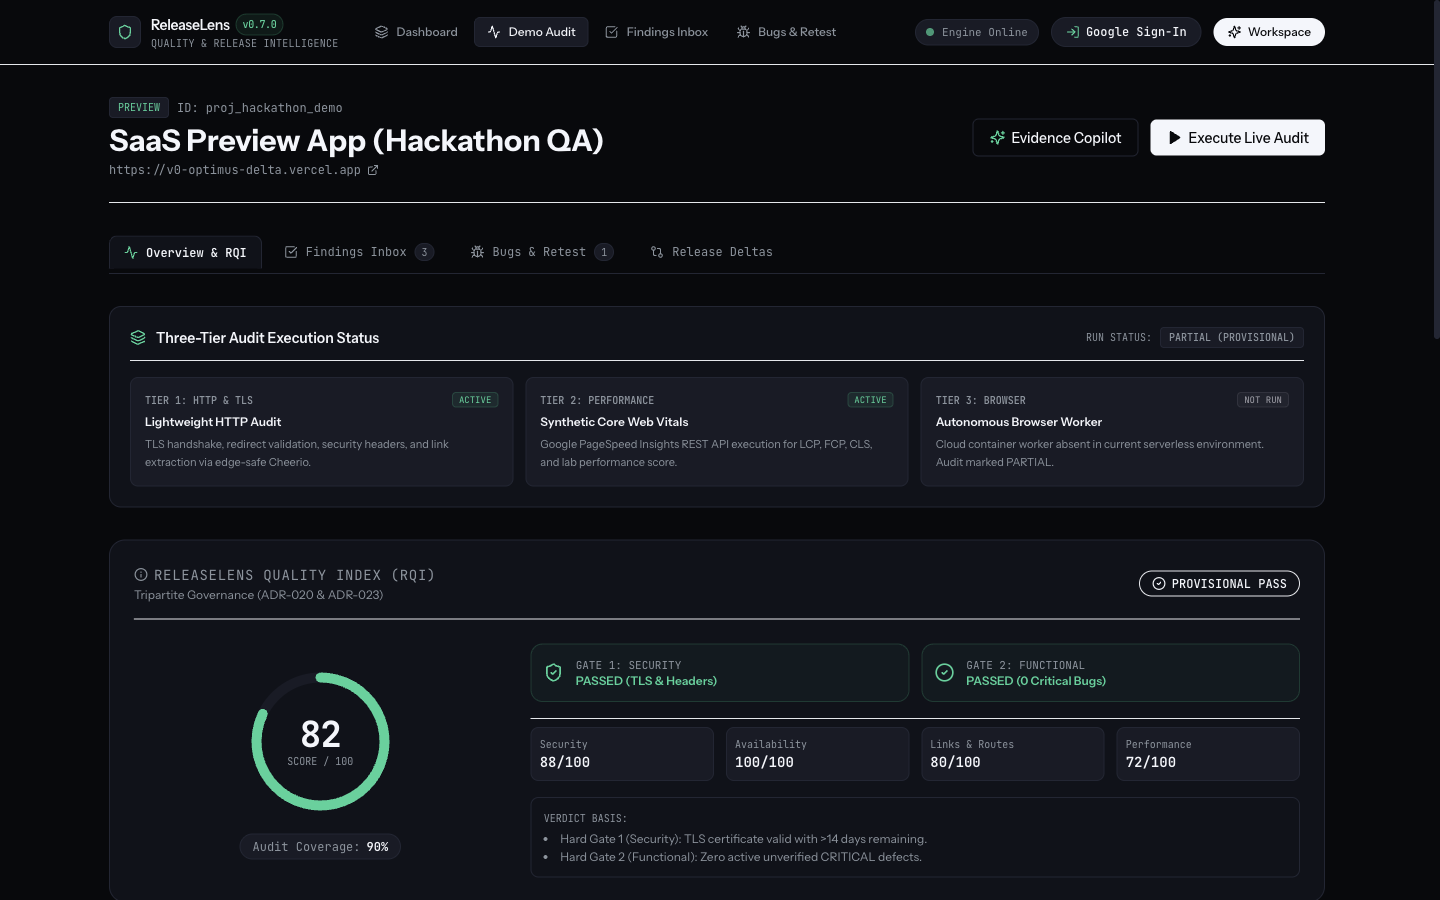 ReleaseLens v0.7.0
QUALITY & RELEASE INTELLIGENCE
Dashboard
Demo Audit
Findings Inbox
Bugs & Retest
Engine Online
Google Sign-In
Workspace
PREVIEW ID: proj_hackathon_demo
SaaS Preview App (Hackathon QA)
https://v0-optimus-delta.vercel.app
Evidence Copilot
Execute Live Audit
Overview & RQI
Findings Inbox 3
Bugs & Retest 1
Release Deltas
Three-Tier Audit Execution Status
RUN STATUS: PARTIAL (PROVISIONAL)
TIER 1: HTTP & TLS ACTIVE
Lightweight HTTP Audit
TLS handshake, redirect validation, security headers, and link
extraction via edge-safe Cheerio.
TIER 2: PERFORMANCE ACTIVE
Synthetic Core Web Vitals
Google PageSpeed Insights REST API execution for LCP, FCP, CLS,
and lab performance score.
TIER 3: BROWSER NOT RUN
Autonomous Browser Worker
Cloud container worker absent in current serverless environment.
Audit marked PARTIAL.
RELEASELENS QUALITY INDEX (RQI)
Tripartite Governance (ADR-020 & ADR-023)
PROVISIONAL PASS
82
SCORE / 100
Audit Coverage: 90%
GATE 1: SECURITY
PASSED (TLS & Headers)
GATE 2: FUNCTIONAL
PASSED (0 Critical Bugs)
Security
88/100
Availability
100/100
Links & Routes
80/100
Performance
72/100
VERDICT BASIS:
• Hard Gate 1 (Security): TLS certificate valid with >14 days remaining.
• Hard Gate 2 (Functional): Zero active unverified CRITICAL defects.